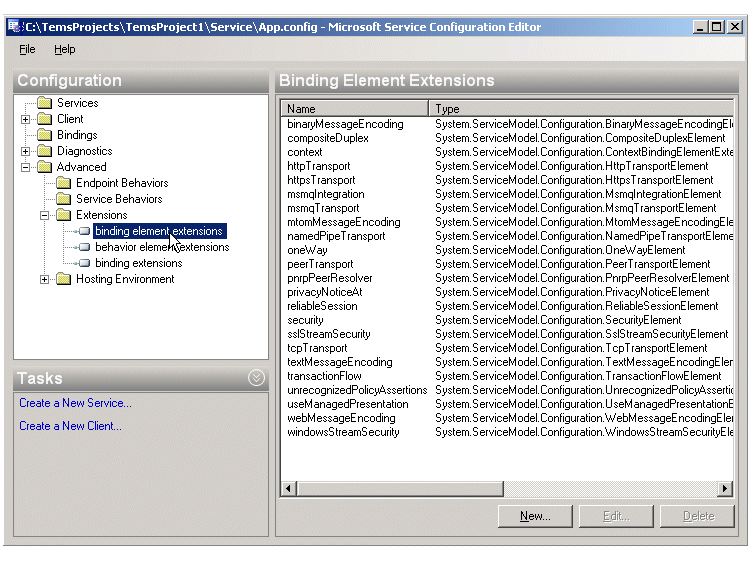 C:\TemsProjects\TemsProject1\Service\App.config - Microsoft Service Configuration Editor
File Help
Configuration
Services
Client
Bindings
Diagnostics
Advanced
Endpoint Behaviors
Service Behaviors
Extensions
binding element extensions
behavior element extensions
binding extensions
Hosting Environment
Tasks
Create a New Service...
Create a New Client...
Binding Element Extensions
Name Type
binaryMessageEncoding System.ServiceModel.Configuration.BinaryMessageEncodingEl
compositeDuplex System.ServiceModel.Configuration.CompositeDuplexElement
context System.ServiceModel.Configuration.ContextBindingElementExte
httpTransport System.ServiceModel.Configuration.HttpTransportElement
httpsTransport System.ServiceModel.Configuration.HttpsTransportElement
msmqIntegration System.ServiceModel.Configuration.MsmqIntegrationElement
msmqTransport System.ServiceModel.Configuration.MsmqTransportElement
mtomMessageEncoding System.ServiceModel.Configuration.MtomMessageEncodingEle
namedPipeTransport System.ServiceModel.Configuration.NamedPipeTransportEleme
oneWay System.ServiceModel.Configuration.OneWayElement
peerTransport System.ServiceModel.Configuration.PeerTransportElement
pnrpPeerResolver System.ServiceModel.Configuration.PnrpPeerResolverElement
privacyNoticeAt System.ServiceModel.Configuration.PrivacyNoticeElement
reliableSession System.ServiceModel.Configuration.ReliableSessionElement
security System.ServiceModel.Configuration.SecurityElement
sslStreamSecurity System.ServiceModel.Configuration.SslStreamSecurityElement
tcpTransport System.ServiceModel.Configuration.TcpTransportElement
textMessageEncoding System.ServiceModel.Configuration.TextMessageEncodingElem
transactionFlow System.ServiceModel.Configuration.TransactionFlowElement
unrecognizedPolicyAssertions System.ServiceModel.Configuration.UnrecognizedPolicyAssertic
useManagedPresentation System.ServiceModel.Configuration.UseManagedPresentationE
webMessageEncoding System.ServiceModel.Configuration.WebMessageEncodingEler
windowsStreamSecurity System.ServiceModel.Configuration.WindowsStreamSecurityEle
New... Edit... Delete